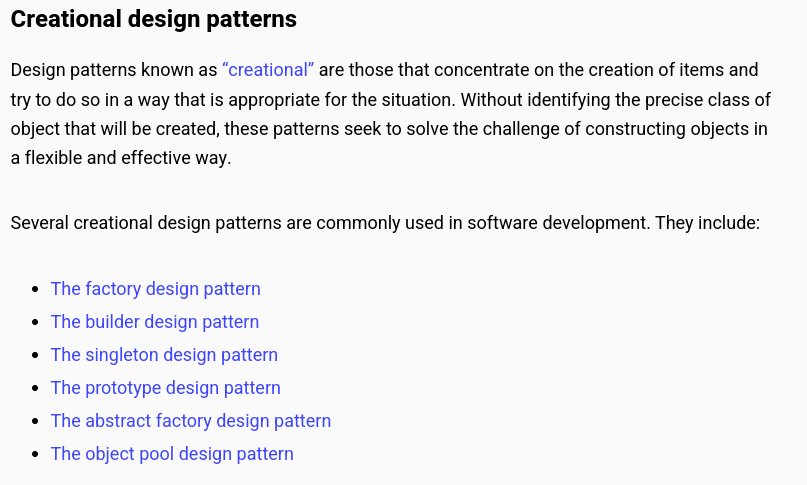 Creational design patterns
Design patterns known as “creational” are those that concentrate on the creation of items and
try to do so in a way that is appropriate for the situation. Without identifying the precise class of
object that will be created, these patterns seek to solve the challenge of constructing objects in
a flexible and effective way.
Several creational design patterns are commonly used in software development. They include:
• The factory design pattern
• The builder design pattern
• The singleton design pattern
• The prototype design pattern
• The abstract factory design pattern
• The object pool design pattern